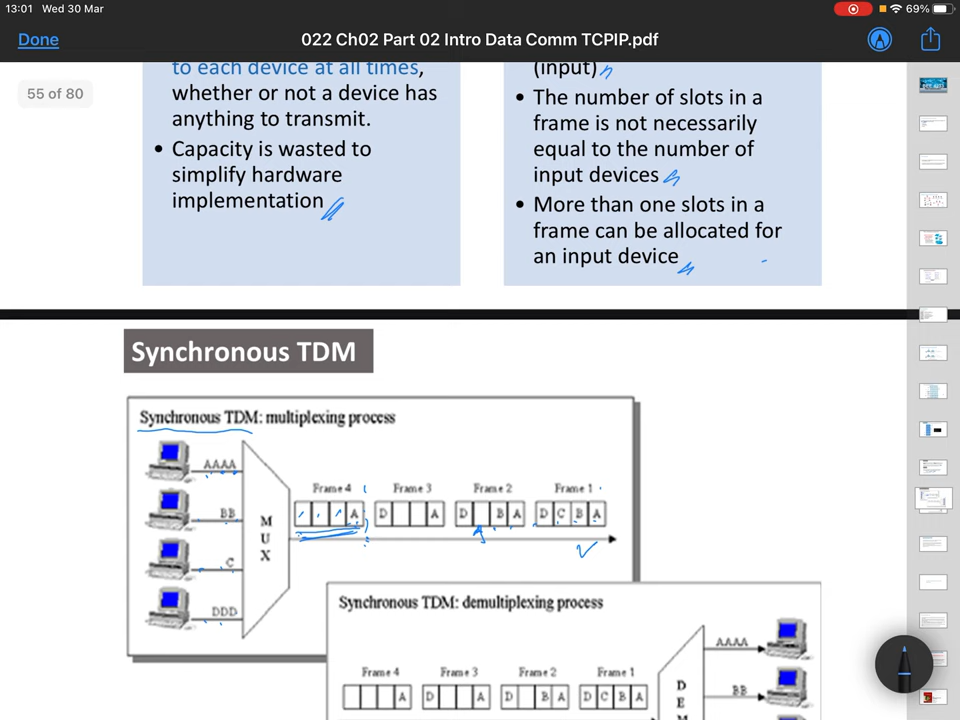 13:01 Wed 30 Mar
69%
Done
022 Ch02 Part 02 Intro Data Comm TCPIP.pdf
55 of 80
to each device at all times,
whether or not a device has
anything to transmit.
• Capacity is wasted to
simplify hardware
implementation
(input)
• The number of slots in a
frame is not necessarily
equal to the number of
input devices
• More than one slots in a
frame can be allocated for
an input device
Synchronous TDM
Synchronous TDM: multiplexing process
AAAA
BB
C
DDD
M
U
X
Frame 4 Frame 3 Frame 2 Frame 1
A D A D B A D C B A
Synchronous TDM: demultiplexing process
AAAA
BB
Frame 4 Frame 3 Frame 2 Frame 1
A D A D B A D C B A
D
E
M